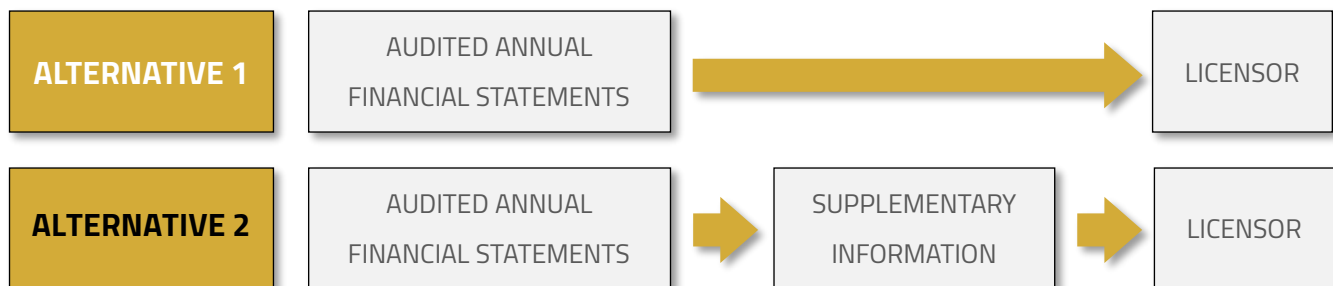 ALTERNATIVE 1
AUDITED ANNUAL
FINANCIAL STATEMENTS
LICENSOR
ALTERNATIVE 2
AUDITED ANNUAL
FINANCIAL STATEMENTS
SUPPLEMENTARY
INFORMATION
LICENSOR